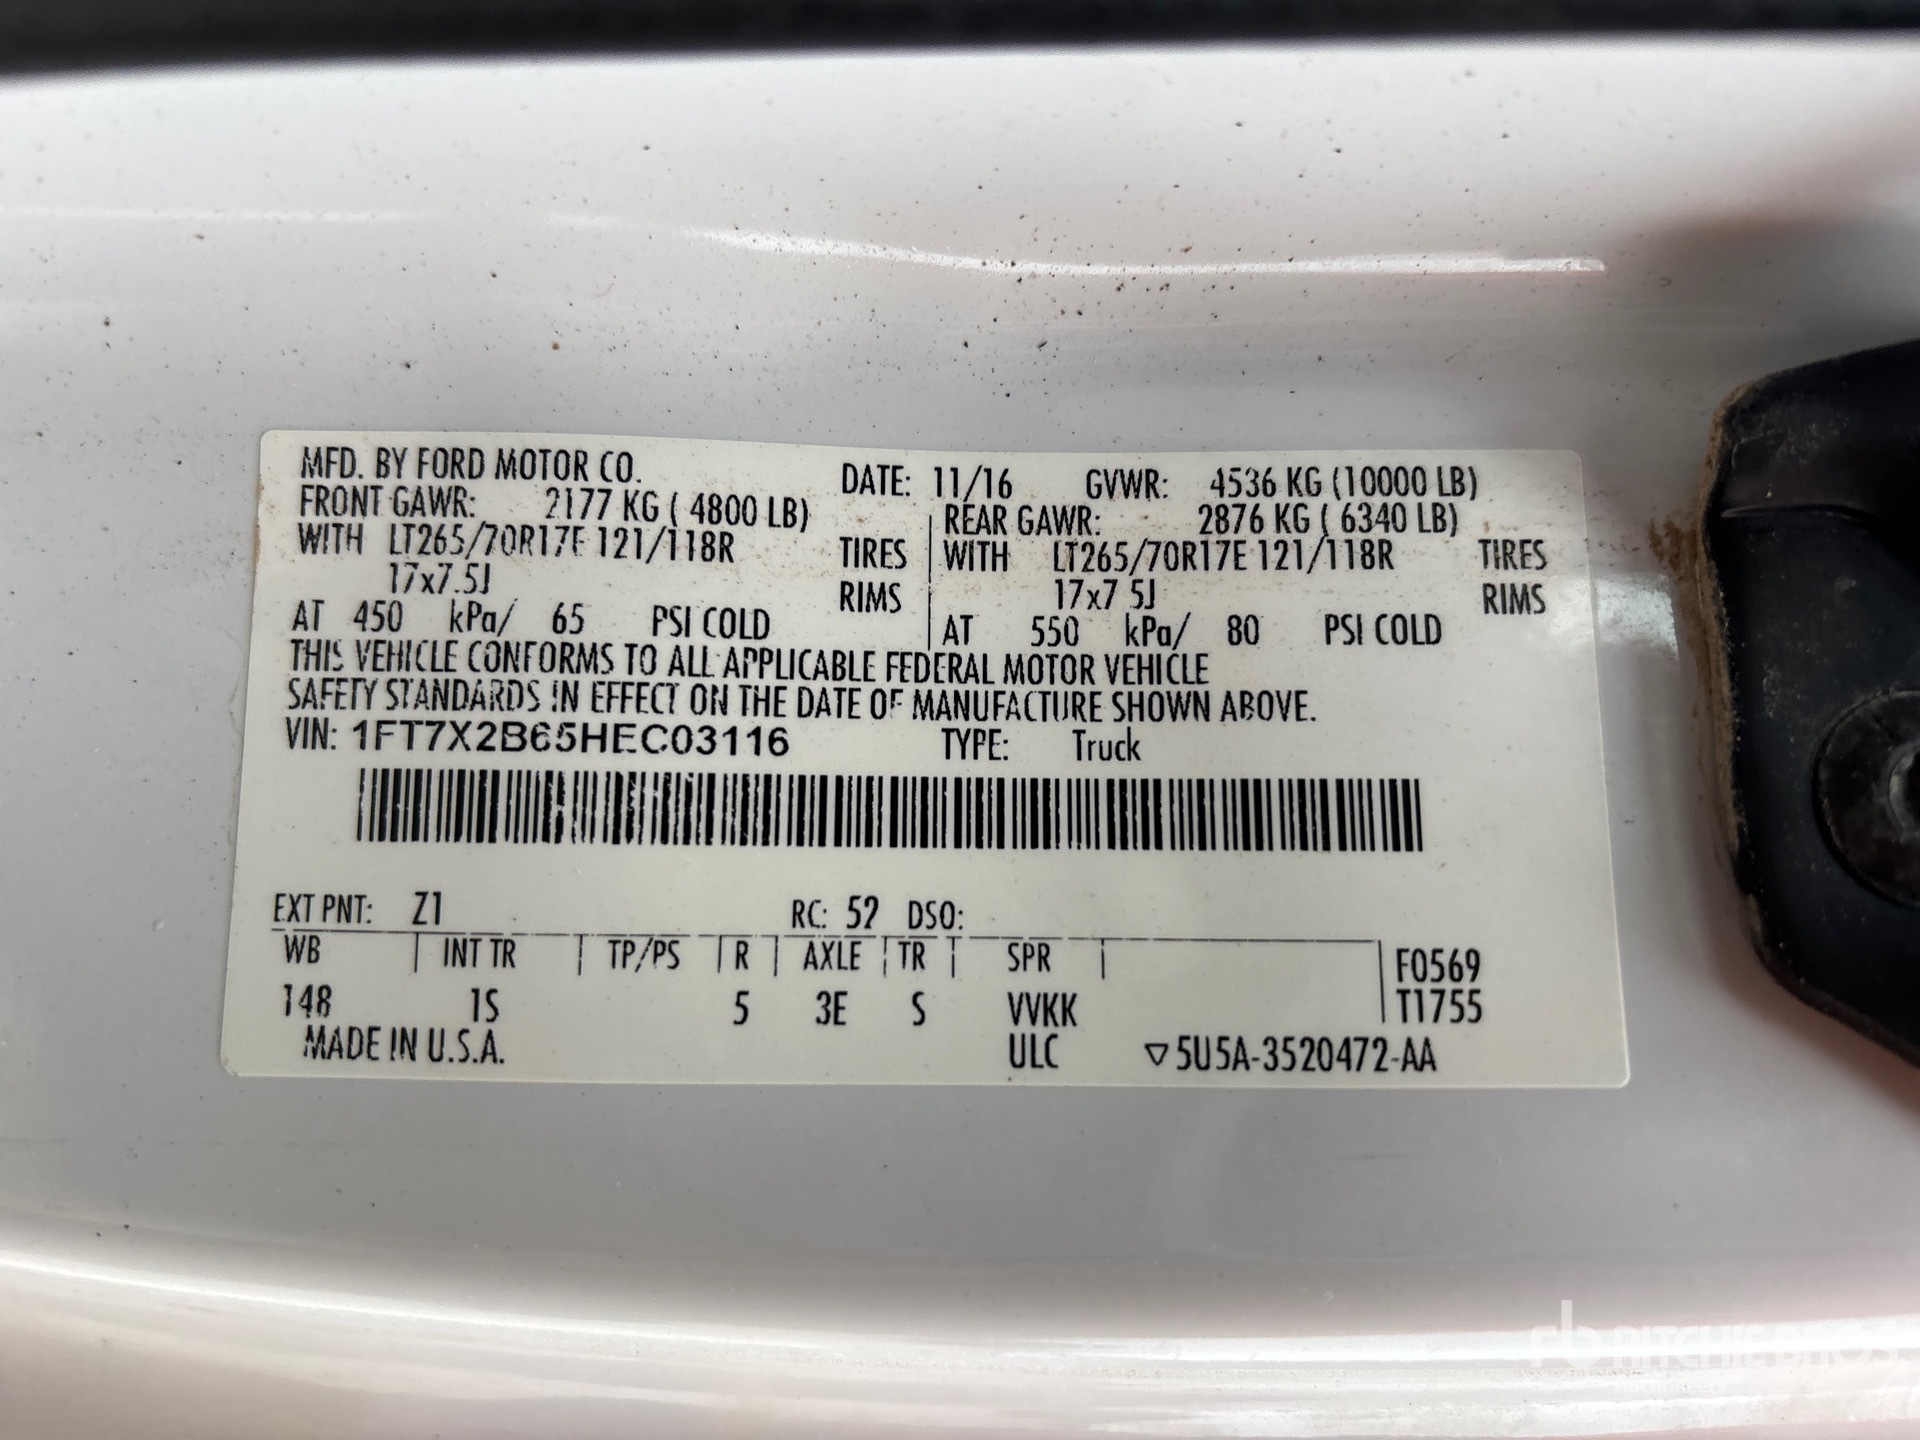 MFD. BY FORD MOTOR CO.
DATE: 11/16 GVWR: 4536 KG (10000 LB)
FRONT GAWR: 2177 KG ( 4800 LB)
WITH LT265/70R17E 121/118R TIRES
17x7.5J RIMS
AT 450 kPa/ 65 PSI COLD
REAR GAWR: 2876 KG ( 6340 LB)
WITH LT265/70R17E 121/118R TIRES
17x7.5J RIMS
AT 550 kPa/ 80 PSI COLD
THIS VEHICLE CONFORMS TO ALL APPLICABLE FEDERAL MOTOR VEHICLE
SAFETY STANDARDS IN EFFECT ON THE DATE OF MANUFACTURE SHOWN ABOVE.
VIN: 1FT7X2B65HEC03116 TYPE: Truck
EXT PNT: Z1 RC: 52 DSO:
WB INT TR TP/PS R AXLE TR SPR
148 1S 5 3E S VVKK
F0569
T1755
MADE IN U.S.A. ULC ▽5U5A-3520472-AA
rb RITCHIE BROS.
Auctioneers